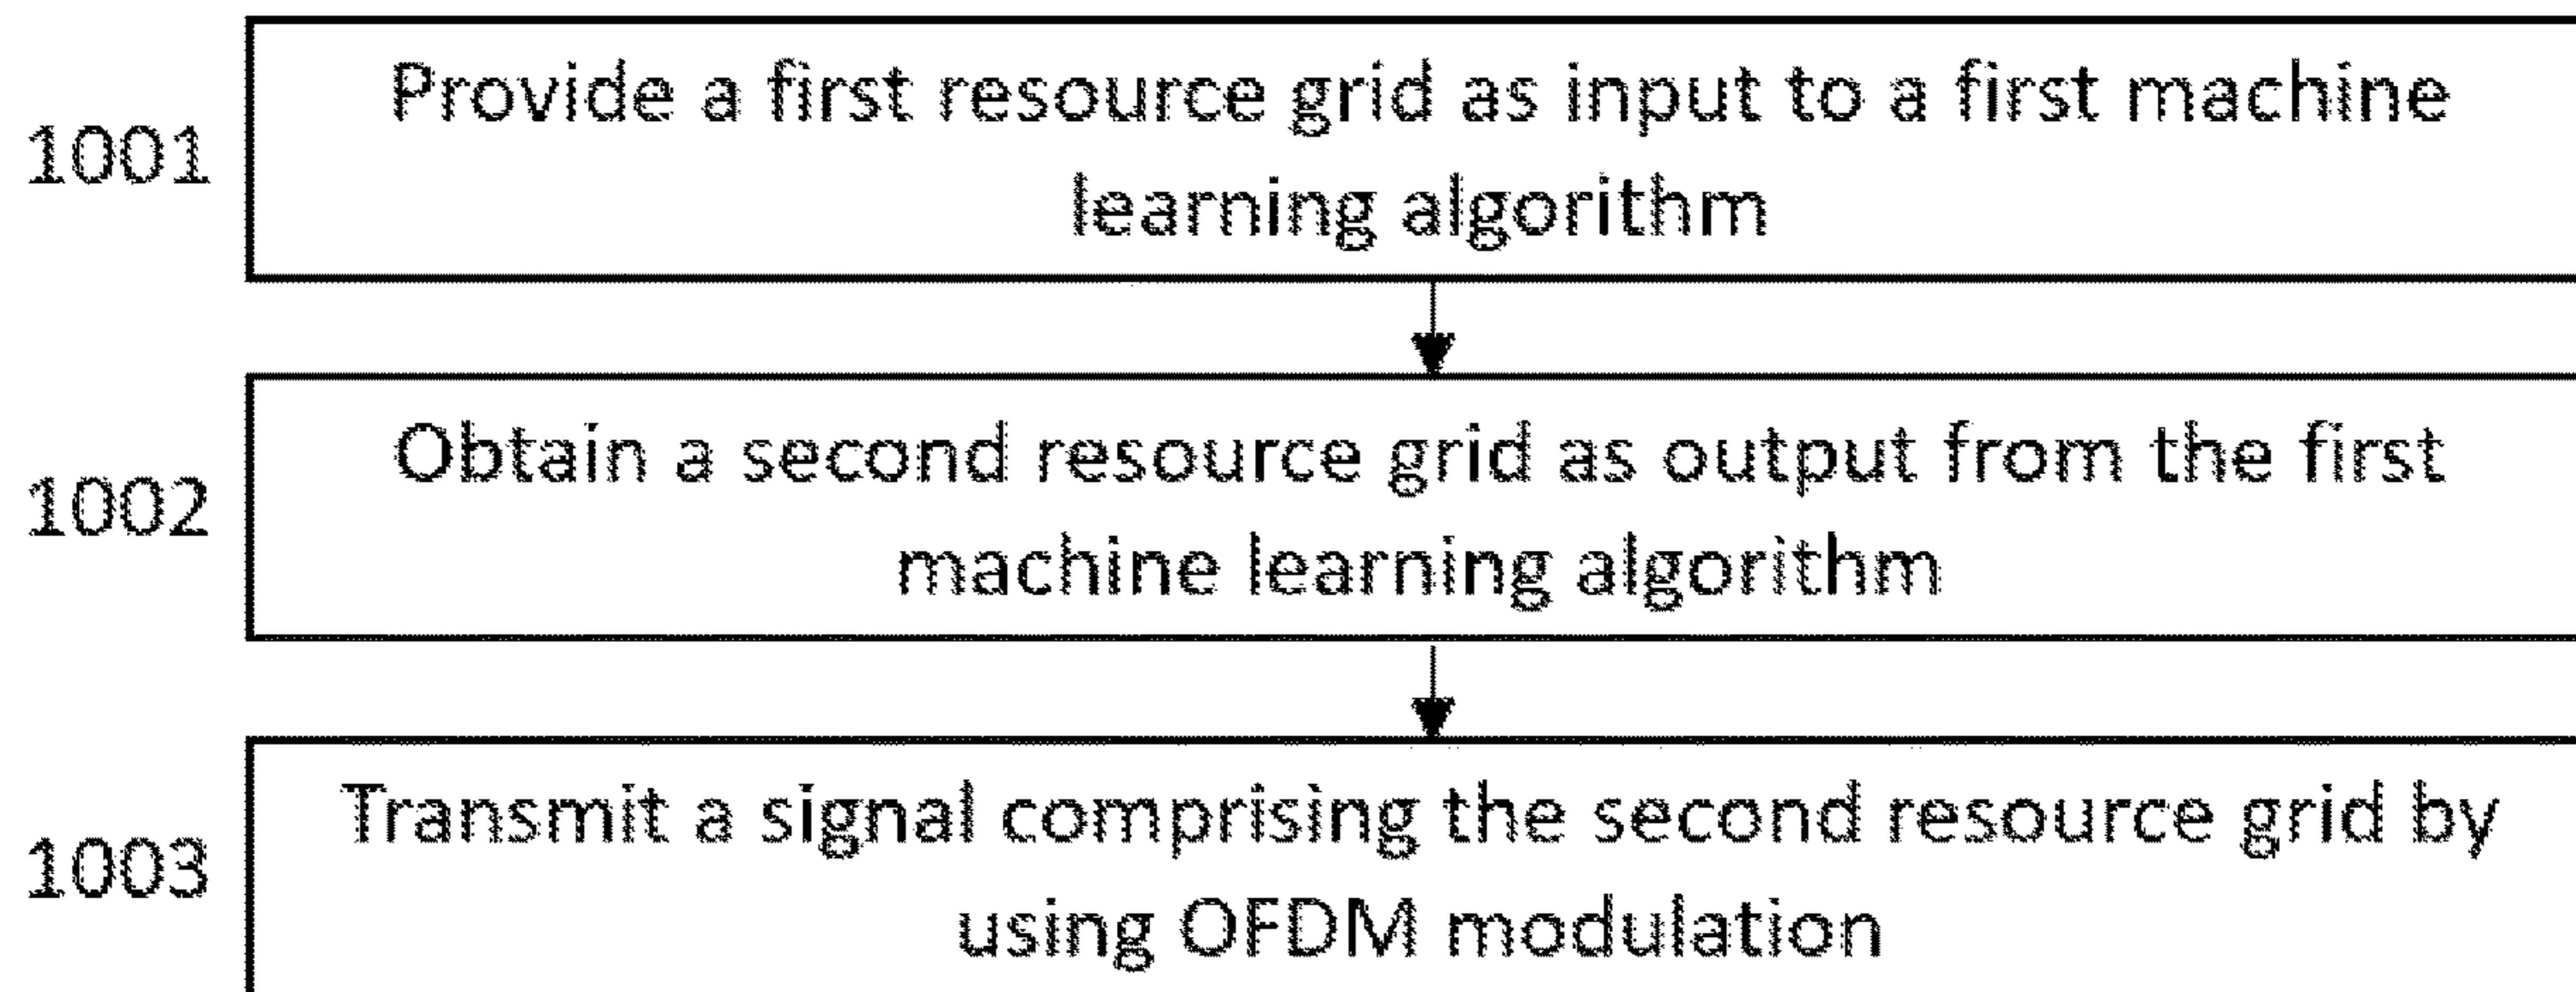 1001
Provide a first resource grid as input to a first machine
learning algorithm
1002
Obtain a second resource grid as output from the first
machine learning algorithm
1003
Transmit a signal comprising the second resource grid by
using OFDM modulation